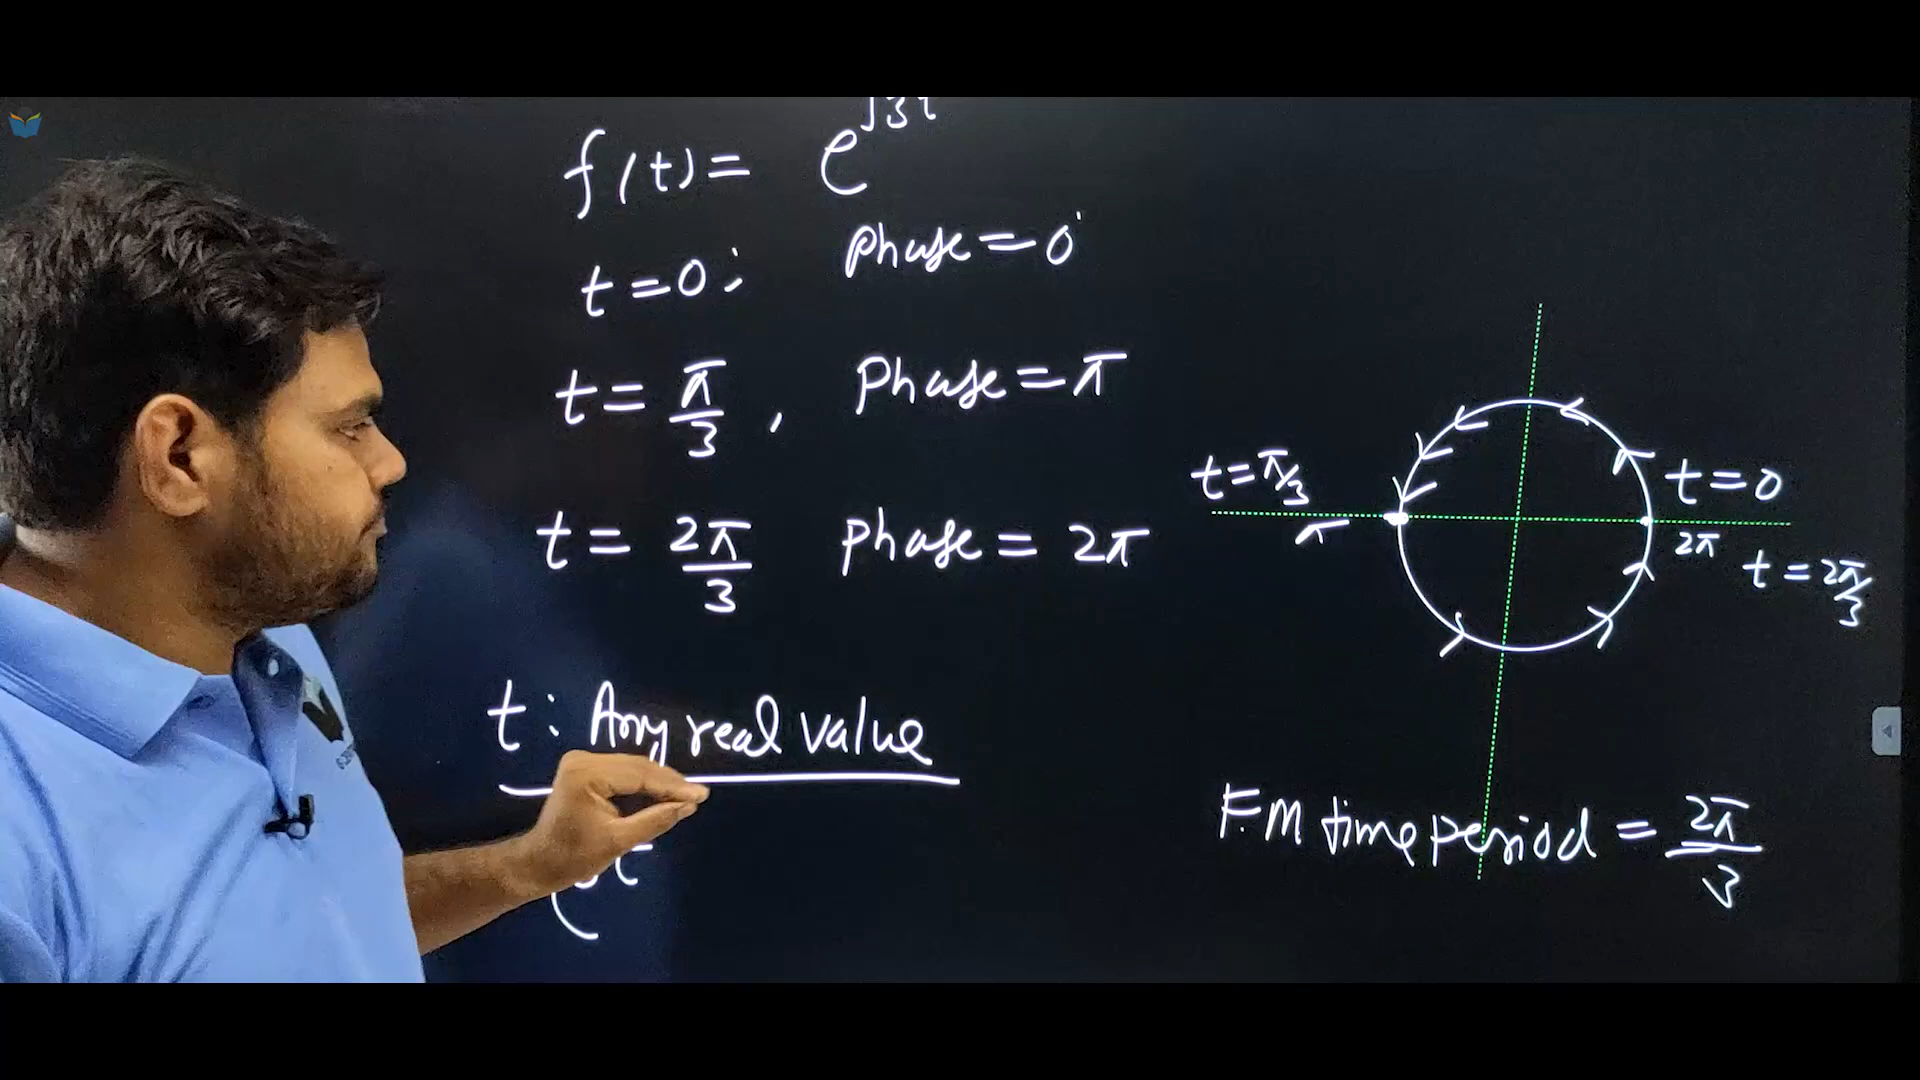 f(t) = e^j3t
t=0; Phase=0
t = π/3, Phase=π
t = 2π/3 Phase = 2π
t: Any real value
t=π/3
π
t=0
2π
t=2π/3
F.M time period = 2π/3